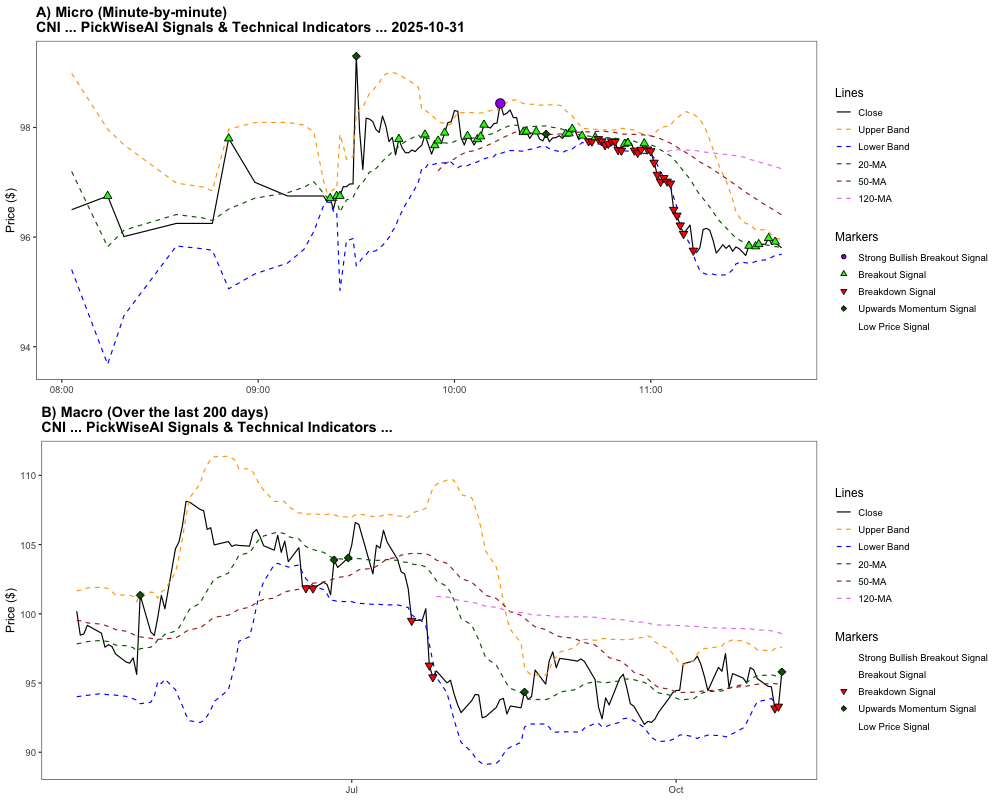 A) Micro (Minute-by-minute)
CNI ... PickWiseAI Signals & Technical Indicators ... 2025-10-31
Price ($)
98
96
94
08:00
09:00
10:00
11:00
Lines
Close
Upper Band
Lower Band
20-MA
50-MA
120-MA
Markers
Strong Bullish Breakout Signal
Breakout Signal
Breakdown Signal
Upwards Momentum Signal
Low Price Signal
B) Macro (Over the last 200 days)
CNI ... PickWiseAI Signals & Technical Indicators ...
Price ($)
110
105
100
95
90
Jul
Oct
Lines
Close
Upper Band
Lower Band
20-MA
50-MA
120-MA
Markers
Strong Bullish Breakout Signal
Breakout Signal
Breakdown Signal
Upwards Momentum Signal
Low Price Signal